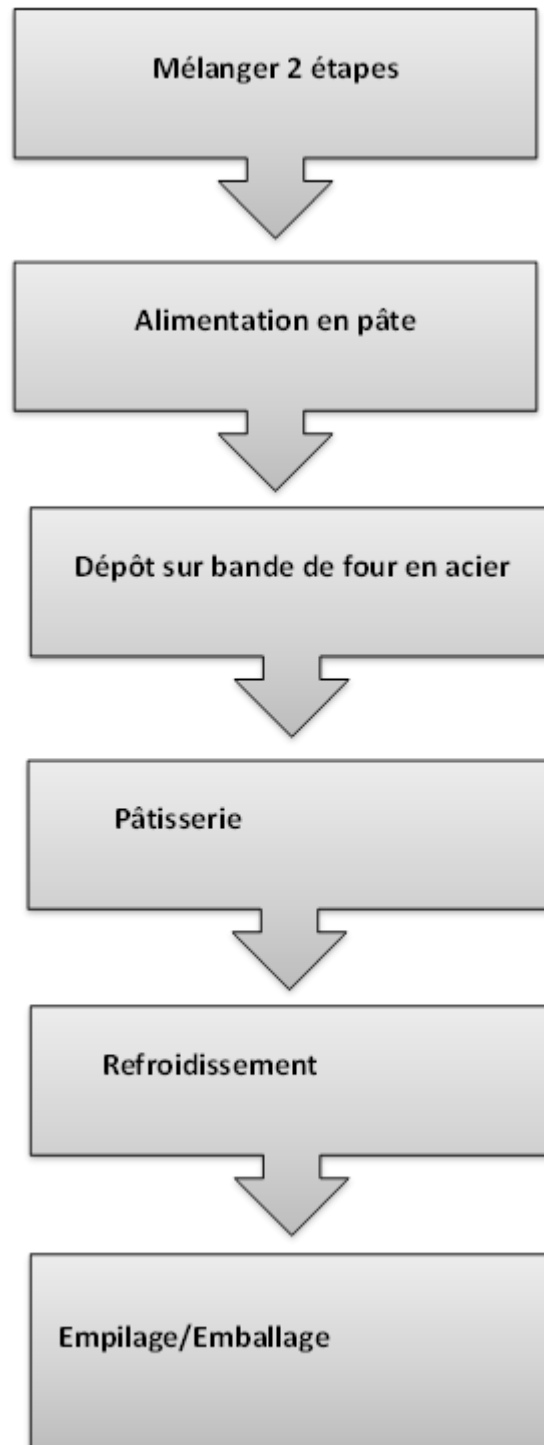 Mélanger 2 étapes
Alimentation en pâte
Dépôt sur bande de four en acier
Pâtisserie
Refroidissement
Empilage/Emballage